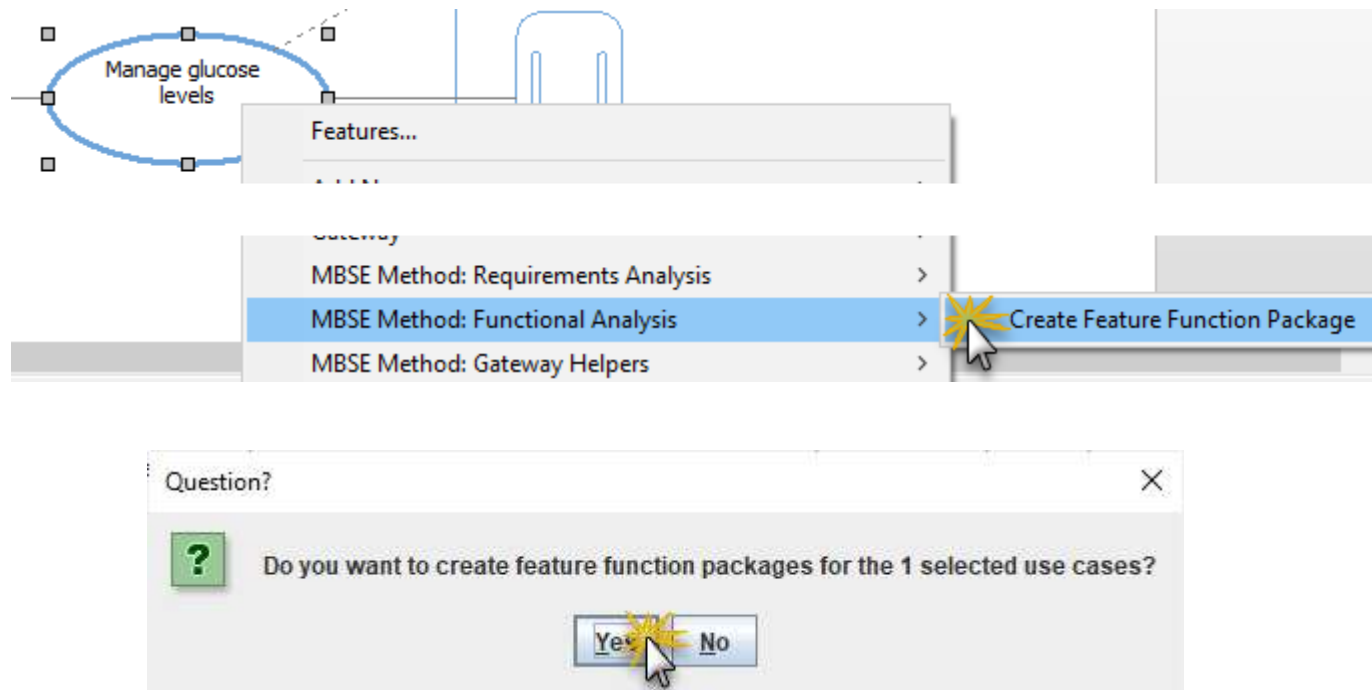 Manage glucose
levels
Features...
MBSE Method: Requirements Analysis
MBSE Method: Functional Analysis
Create Feature Function Package
MBSE Method: Gateway Helpers
Question?
Do you want to create feature function packages for the 1 selected use cases?
Yes
No